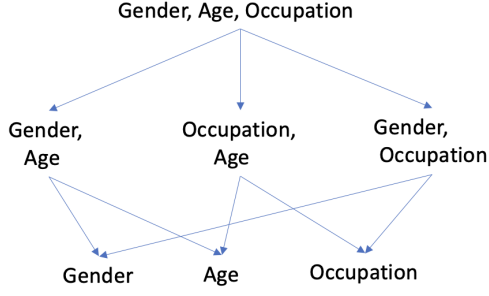 Gender, Age, Occupation
Gender,
Age
Occupation,
Age
Gender,
Occupation
Gender
Age
Occupation